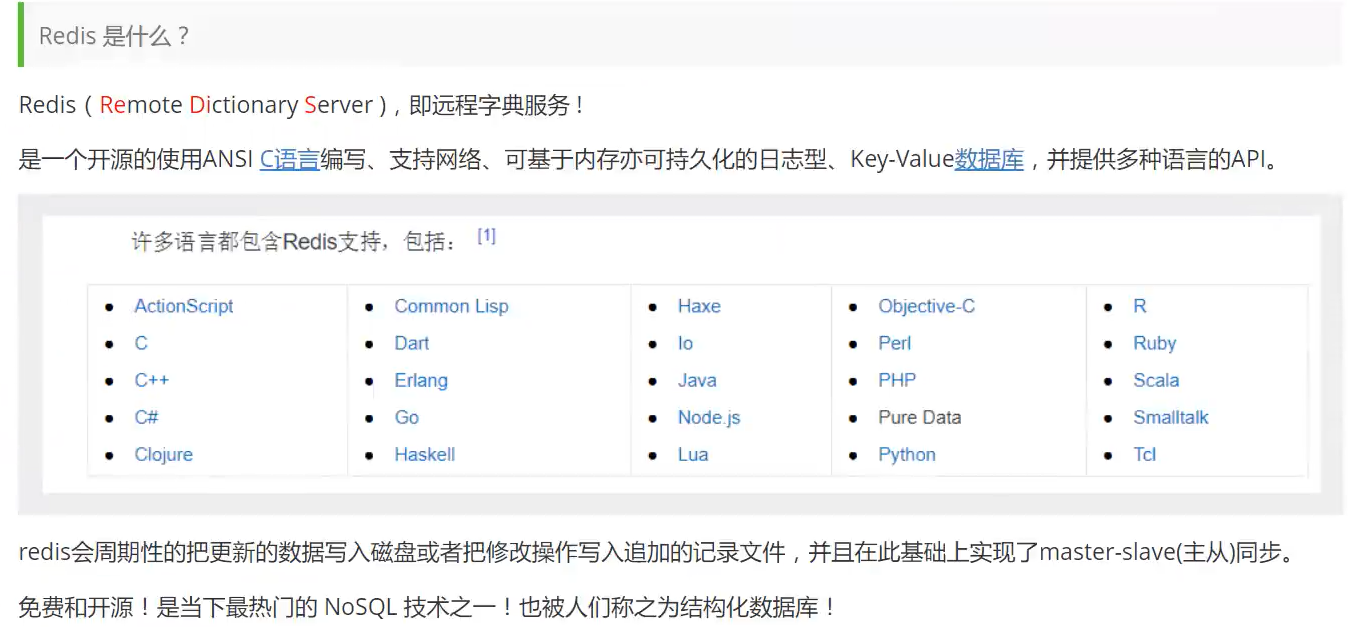 Redis 是什么？
Redis（Remote Dictionary Server )，即远程字典服务！
是一个开源的使用ANSI C语言编写、支持网络、可基于内存亦可持久化的日志型、Key-Value数据库，并提供多种语言的API。
许多语言都包含Redis支持，包括： [1]
ActionScript Common Lisp Haxe Objective-C R
C Dart Io Perl Ruby
C++ Erlang Java PHP Scala
C# Go Node.js Pure Data Smalltalk
Clojure Haskell Lua Python Tcl
redis会周期性的把更新的数据写入磁盘或者把修改操作写入追加的记录文件，并且在此基础上实现了master-slave(主从)同步。
免费和开源！是当下最热门的 NoSQL 技术之一！也被人们称之为结构化数据库！